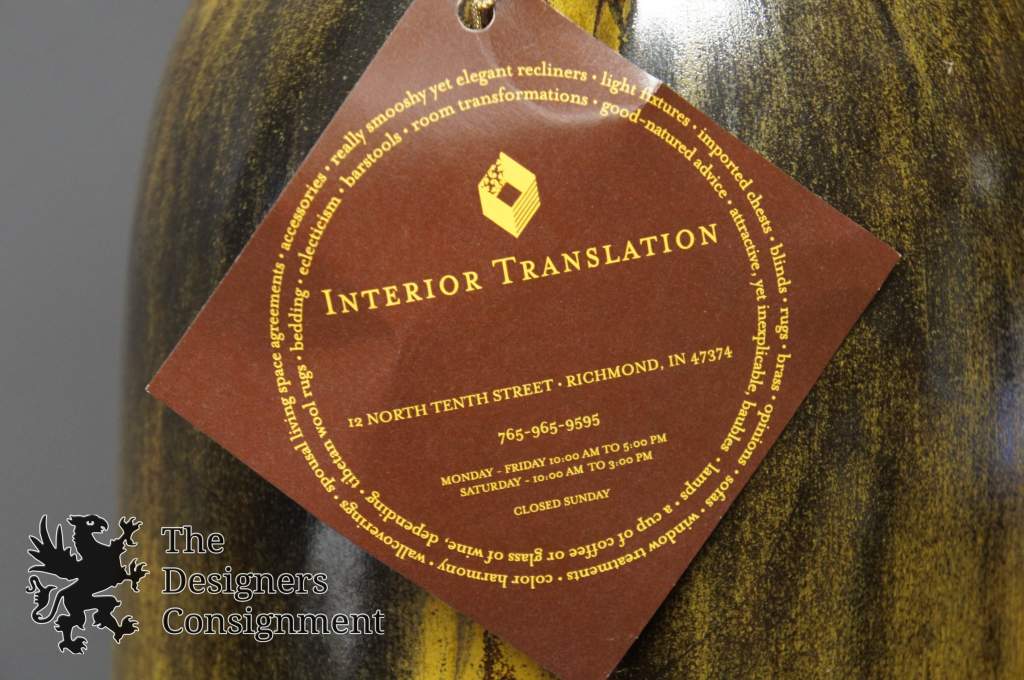 accessories • really smooshy yet elegant recliners • light fixtures • imported chests • blinds • rugs • brass • opinions • sofas • window treatments • color harmony • wallcoverings • spousal living space agreements •
eclecticism • barstools • room transformations • good-natured advice • attractive, yet inexplicable, baubles • lamps • a cup of coffee or glass of wine, depending • tibetan wool rugs • bedding •
INTERIOR TRANSLATION
12 NORTH TENTH STREET • RICHMOND, IN 47374
765-965-9595
MONDAY - FRIDAY 10:00 AM TO 5:00 PM
SATURDAY - 10:00 AM TO 3:00 PM
CLOSED SUNDAY
The
Designers
Consignment